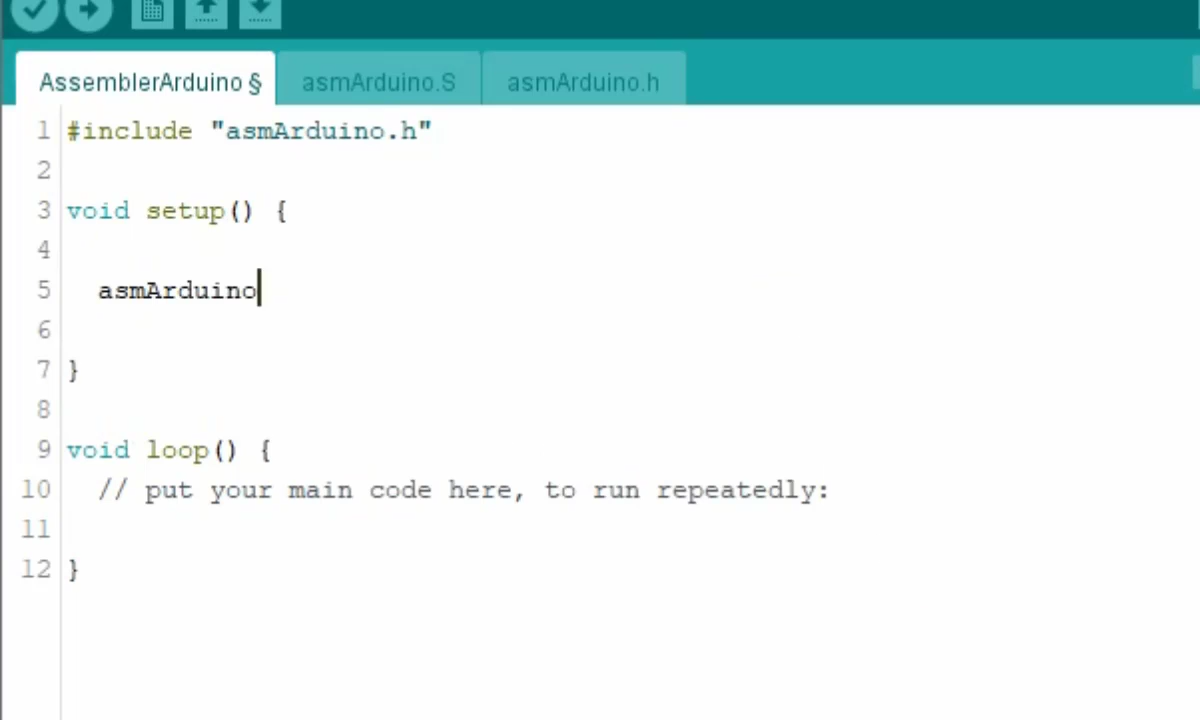 AssemblerArduino §
asmArduino.S
asmArduino.h
1 #include "asmArduino.h"
2
3 void setup() {
4
5   asmArduino
6
7 }
8
9 void loop() {
10   // put your main code here, to run repeatedly:
11
12 }